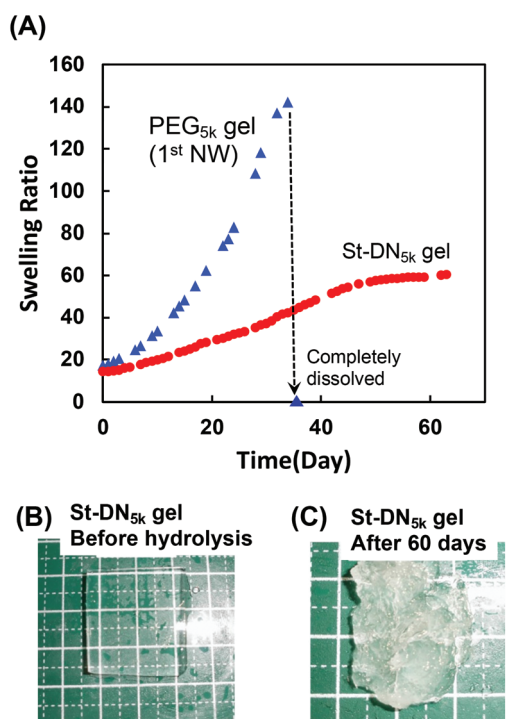 (A)
160
140
120
100
80
60
40
20
0
Swelling Ratio
PEG5k gel
(1st NW)
St-DN5k gel
Completely
dissolved
0 20 40 60
Time(Day)
(B) St-DN5k gel
Before hydrolysis
(C) St-DN5k gel
After 60 days